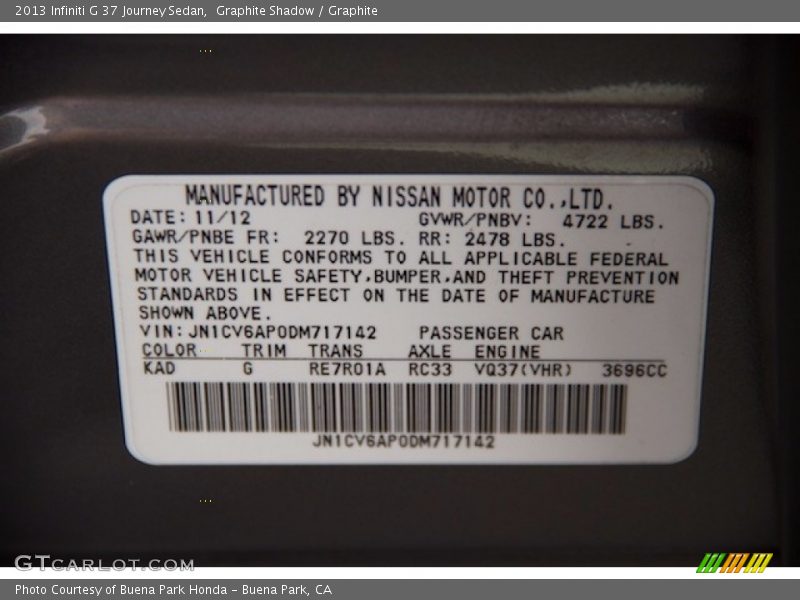 2013 Infiniti G 37 Journey Sedan, Graphite Shadow / Graphite
MANUFACTURED BY NISSAN MOTOR CO.,LTD.
DATE: 11/12 GVWR/PNBV: 4722 LBS.
GAWR/PNBE FR: 2270 LBS. RR: 2478 LBS.
THIS VEHICLE CONFORMS TO ALL APPLICABLE FEDERAL
MOTOR VEHICLE SAFETY,BUMPER,AND THEFT PREVENTION
STANDARDS IN EFFECT ON THE DATE OF MANUFACTURE
SHOWN ABOVE.
VIN: JN1CV6AP0DM717142 PASSENGER CAR
COLOR TRIM TRANS AXLE ENGINE
KAD G RE7R01A RC33 VQ37(VHR) 3696CC
JN1CV6AP0DM717142
GTCARLOT.COM
Photo Courtesy of Buena Park Honda - Buena Park, CA